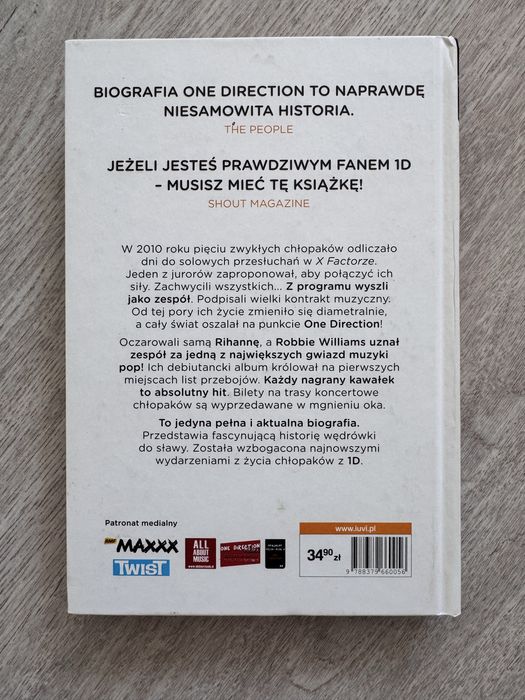 BIOGRAFIA ONE DIRECTION TO NAPRAWDĘ
NIESAMOWITA HISTORIA.
THE PEOPLE
JEŻELI JESTEŚ PRAWDZIWYM FANEM 1D
– MUSISZ MIEĆ TĘ KSIĄŻKĘ!
SHOUT MAGAZINE
W 2010 roku pięciu zwykłych chłopaków odliczało
dni do solowych przesłuchań w X Factorze.
Jeden z jurorów zaproponował, aby połączyć ich
siły. Zachwycili wszystkich... Z programu wyszli
jako zespół. Podpisali wielki kontrakt muzyczny.
Od tej pory ich życie zmieniło się diametralnie,
a cały świat oszalał na punkcie One Direction!
Oczarowali samą Rihannę, a Robbie Williams uznał
zespół za jedną z największych gwiazd muzyki
pop! Ich debiutancki album królował na pierwszych
miejscach list przebojów. Każdy nagrany kawałek
to absolutny hit. Bilety na trasy koncertowe
chłopaków są wyprzedawane w mgnieniu oka.
To jedyna pełna i aktualna biografia.
Przedstawia fascynującą historię wędrówki
do sławy. Została wzbogacona najnowszymi
wydarzeniami z życia chłopaków z 1D.
Patronat medialny
RMF MAXXX
TWIST
ALL
ABOUT
MUSIC
ONE DIRECTION
www.iuvi.pl
34,90 zł
9 788379 660056